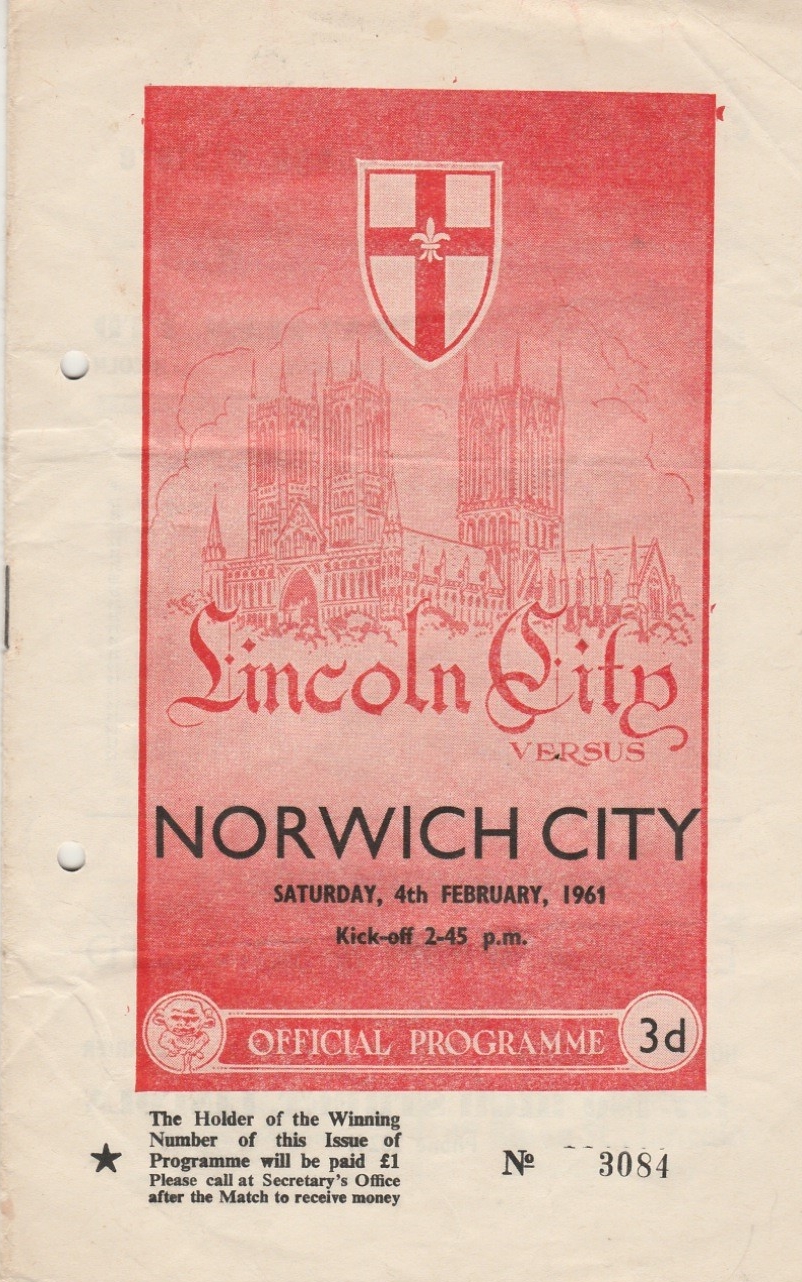 Lincoln City
VERSUS
NORWICH CITY
SATURDAY, 4th FEBRUARY, 1961
Kick-off 2-45 p.m.
OFFICIAL PROGRAMME 3d
The Holder of the Winning
Number of this Issue of
★ Programme will be paid £1
Please call at Secretary's Office
after the Match to receive money
Nº 3084